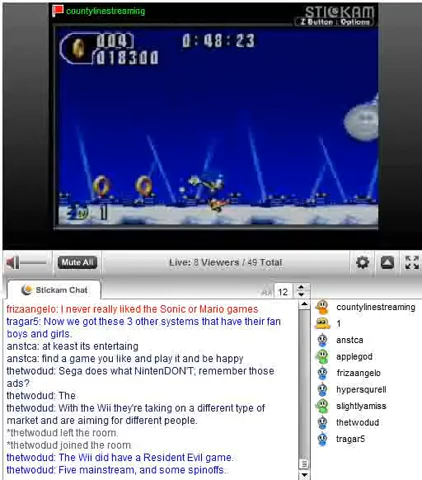 countylinestreaming
STICKAM
Z Button: Options
004
0:48:23
018300
1
Mute All
Live: 8 Viewers / 49 Total
Stickam Chat
12
frizaangelo: I never really liked the Sonic or Mario games
tragar5: Now we got these 3 other systems that have their fan
boys and girls.
anstca: at keast its entertaing
anstca: find a game you like and play it and be happy
thetwodud: Sega does what NintenDON'T; remember those
ads?
thetwodud: The
thetwodud: With the Wii they're taking on a different type of
market and are aiming for different people.
*thetwodud left the room.
*thetwodud joined the room
thetwodud: The Wii did have a Resident Evil game.
thetwodud: Five mainstream, and some spinoffs.
countylinestreaming
1
anstca
applegod
frizaangelo
hypersqurell
slightlyamiss
thetwodud
tragar5